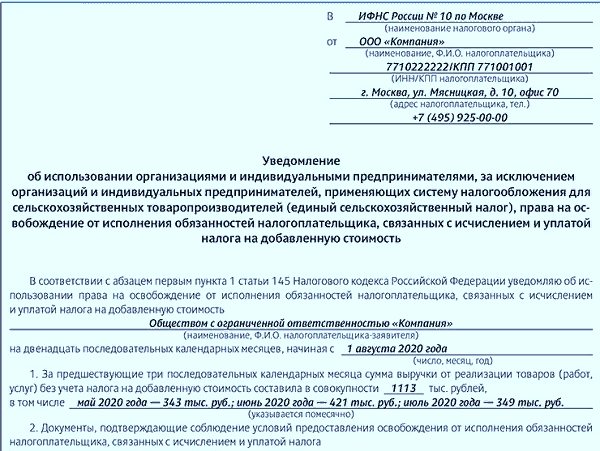 В ИФНС России № 10 по Москве
(наименование налогового органа)
от ООО «Компания»
(наименование, Ф.И.О. налогоплательщика)
7710222222/КПП 771001001
(ИНН/КПП налогоплательщика)
г. Москва, ул. Мясницкая, д. 10, офис 70
(адрес налогоплательщика, тел.)
+7 (495) 925-00-00
Уведомление
об использовании организациями и индивидуальными предпринимателями, за исключением
организаций и индивидуальных предпринимателей, применяющих систему налогообложения для
сельскохозяйственных товаропроизводителей (единый сельскохозяйственный налог), права на ос-
вобождение от исполнения обязанностей налогоплательщика, связанных с исчислением и уплатой
налога на добавленную стоимость
В соответствии с абзацем первым пункта 1 статьи 145 Налогового кодекса Российской Федерации уведомляю об ис-
пользовании права на освобождение от исполнения обязанностей налогоплательщика, связанных с исчислением
и уплатой налога на добавленную стоимость
Обществом с ограниченной ответственностью «Компания»
(наименование, Ф.И.О. налогоплательщика-заявителя)
на двенадцать последовательных календарных месяцев, начиная с 1 августа 2020 года
(число, месяц, год)
1. За предшествующие три последовательных календарных месяца сумма выручки от реализации товаров (работ,
услуг) без учета налога на добавленную стоимость составила в совокупности 1113 тыс. рублей,
в том числе май 2020 года — 343 тыс. руб.; июнь 2020 года — 421 тыс. руб.; июль 2020 года — 349 тыс. руб.
(указывается помесячно)
2. Документы, подтверждающие соблюдение условий предоставления освобождения от исполнения обязанностей
налогоплательщика, связанных с исчислением и уплатой налога